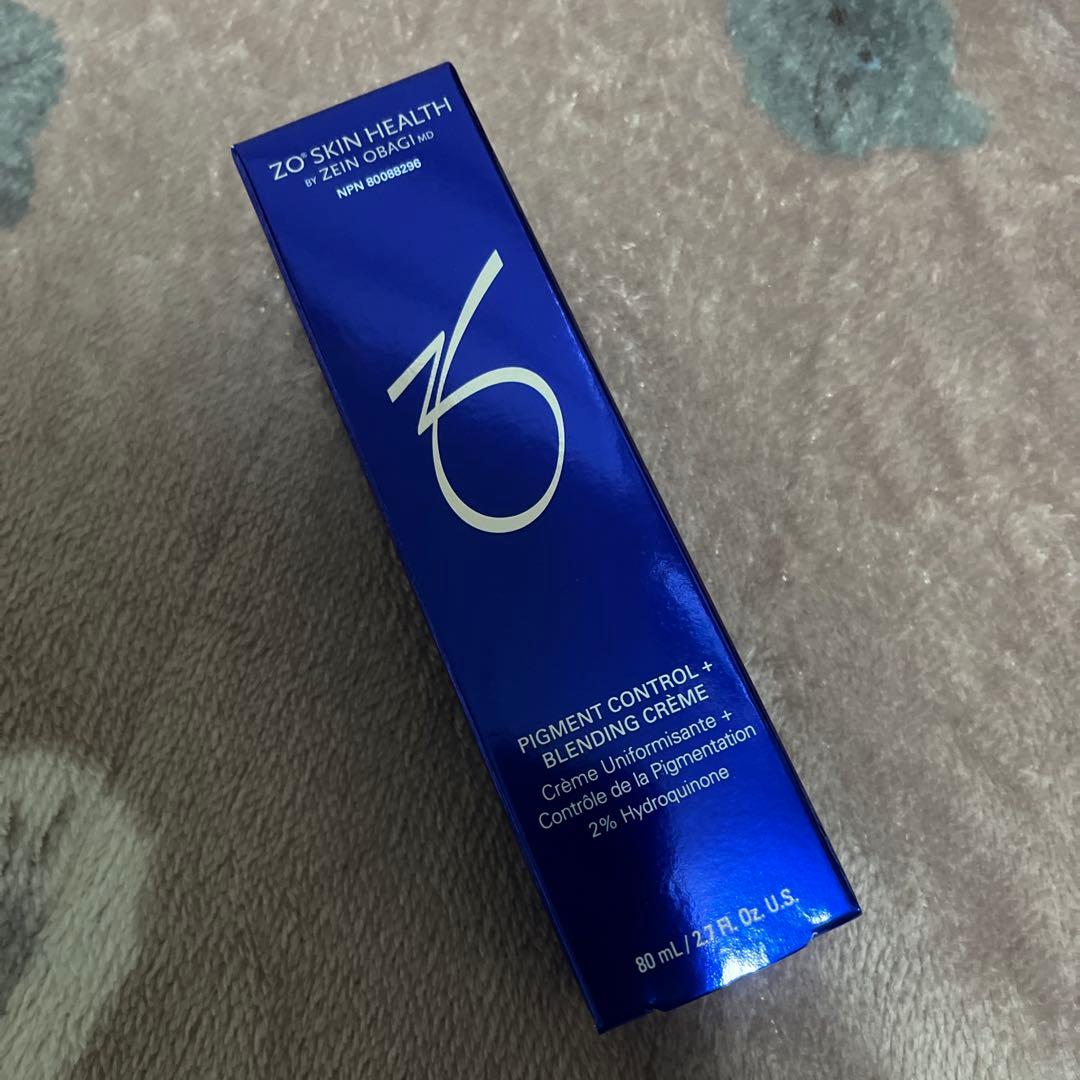 ZO® SKIN HEALTH
BY ZEIN OBAGI MD
NPN 80088296
ZO
PIGMENT CONTROL +
BLENDING CRÈME
Crème Uniformisante +
Contrôle de la Pigmentation
2% Hydroquinone
80 mL / 2.7 Fl. Oz. U.S.